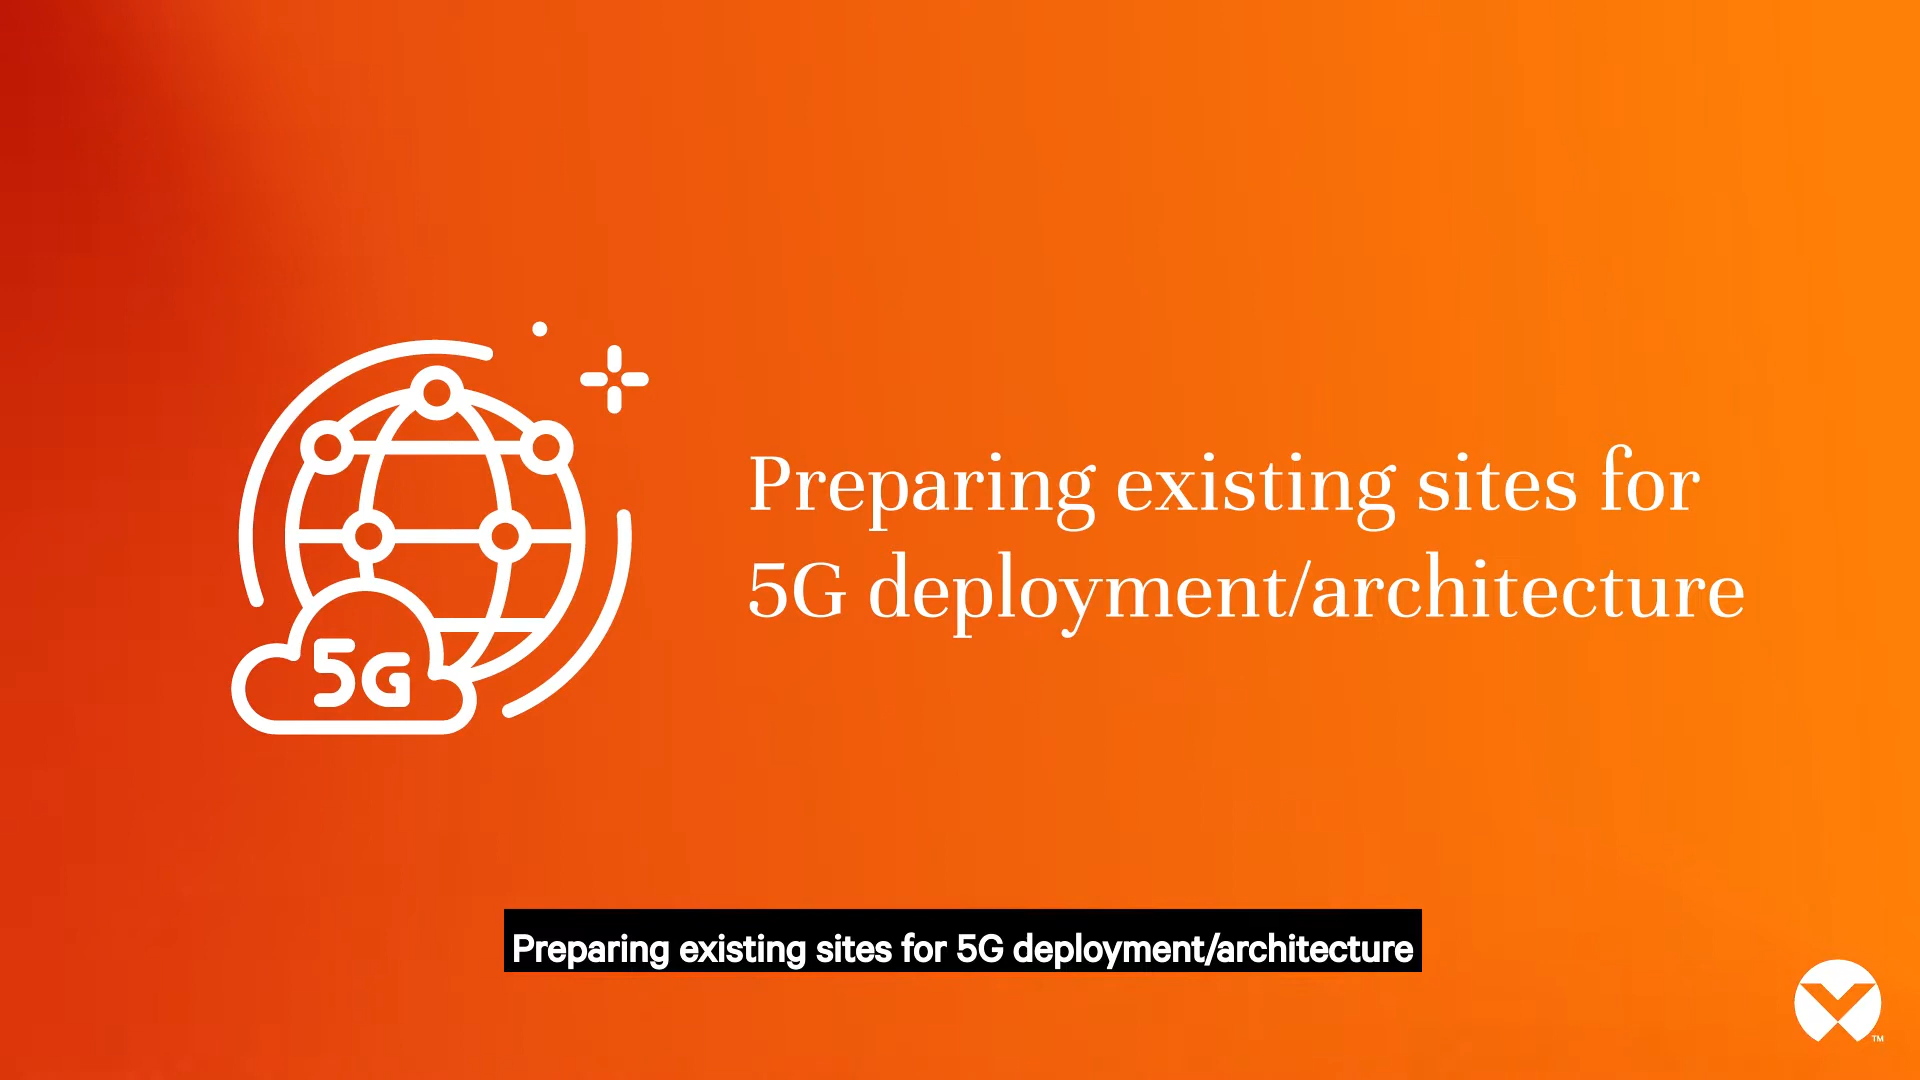 Preparing existing sites for
5G deployment/architecture
5G
Preparing existing sites for 5G deployment/architecture
TM